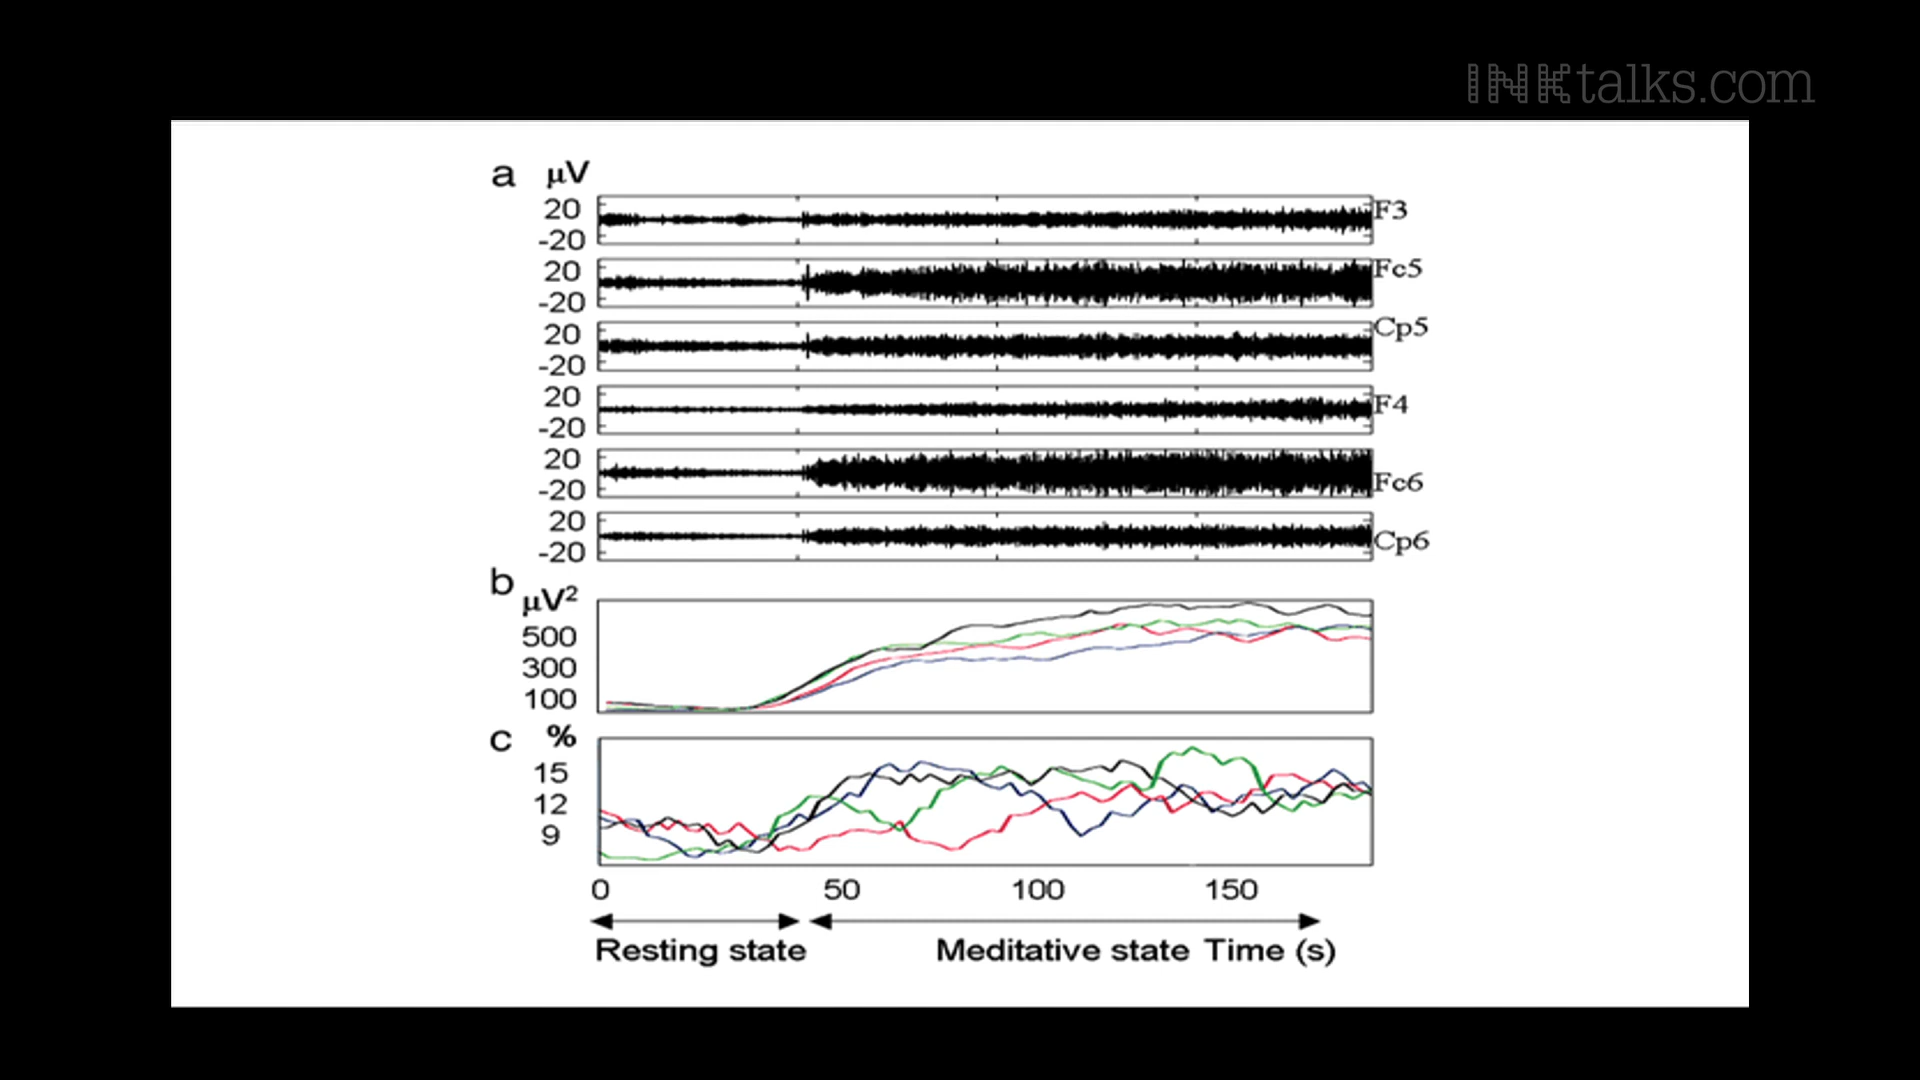 INKtalks.com
a μV
20
-20
F3
20
-20
Fc5
20
-20
Cp5
20
-20
F4
20
-20
Fc6
20
-20
Cp6
b
μV²
500
300
100
c %
15
12
9
0 50 100 150
Resting state Meditative state Time (s)